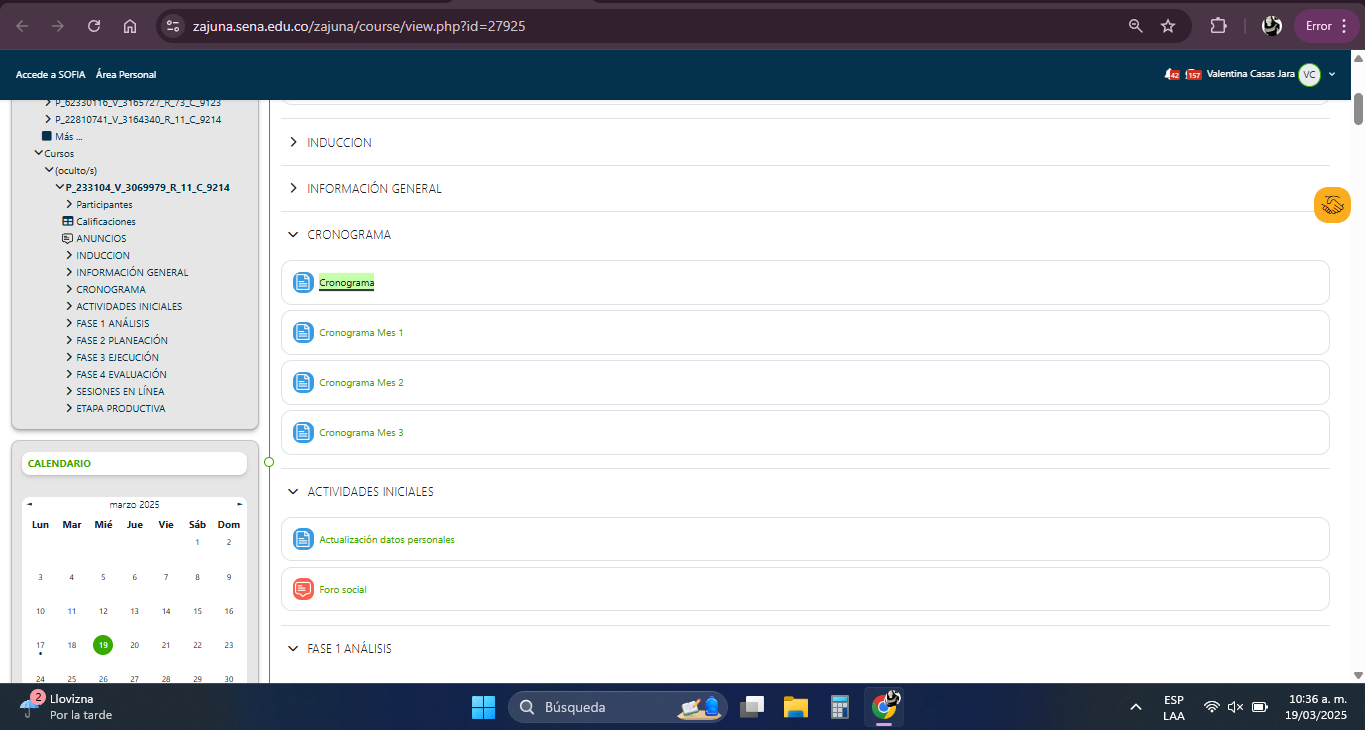 zajuna.sena.edu.co/zajuna/course/view.php?id=27925
Error
Accede a SOFIA Área Personal
42 157 Valentina Casas Jara VC
P_62330116_V_3165727_R_73_C_9123
P_22810741_V_3164340_R_11_C_9214
Más ...
Cursos
(oculto/s)
P_233104_V_3069979_R_11_C_9214
Participantes
Calificaciones
ANUNCIOS
INDUCCION
INFORMACIÓN GENERAL
CRONOGRAMA
ACTIVIDADES INICIALES
FASE 1 ANÁLISIS
FASE 2 PLANEACIÓN
FASE 3 EJECUCIÓN
FASE 4 EVALUACIÓN
SESIONES EN LÍNEA
ETAPA PRODUCTIVA
CALENDARIO
marzo 2025
Lun Mar Mié Jue Vie Sáb Dom
1 2
3 4 5 6 7 8 9
10 11 12 13 14 15 16
17 18 19 20 21 22 23
24 25 26 27 28 29 30
INDUCCION
INFORMACIÓN GENERAL
CRONOGRAMA
Cronograma
Cronograma Mes 1
Cronograma Mes 2
Cronograma Mes 3
ACTIVIDADES INICIALES
Actualización datos personales
Foro social
FASE 1 ANÁLISIS
2
Llovizna
Por la tarde
Búsqueda
ESP
LAA
10:36 a. m.
19/03/2025